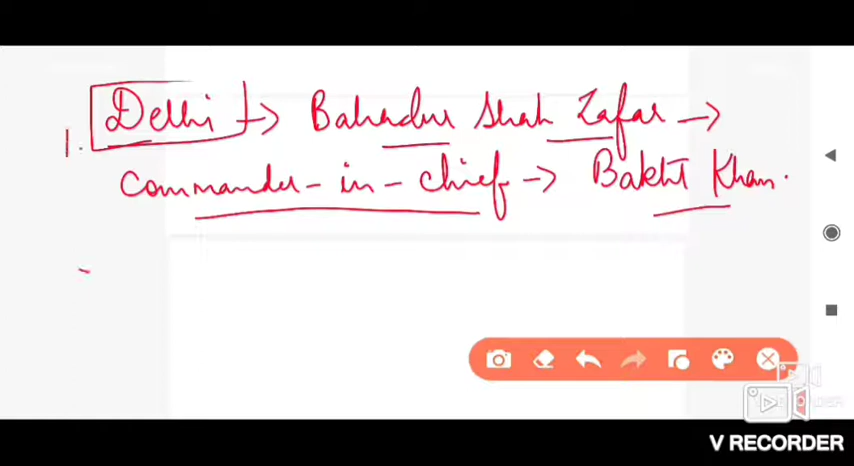 1. Delhi → Bahadur Shah Zafar →
commander-in-chief → Bakht Khan.
V RECORDER